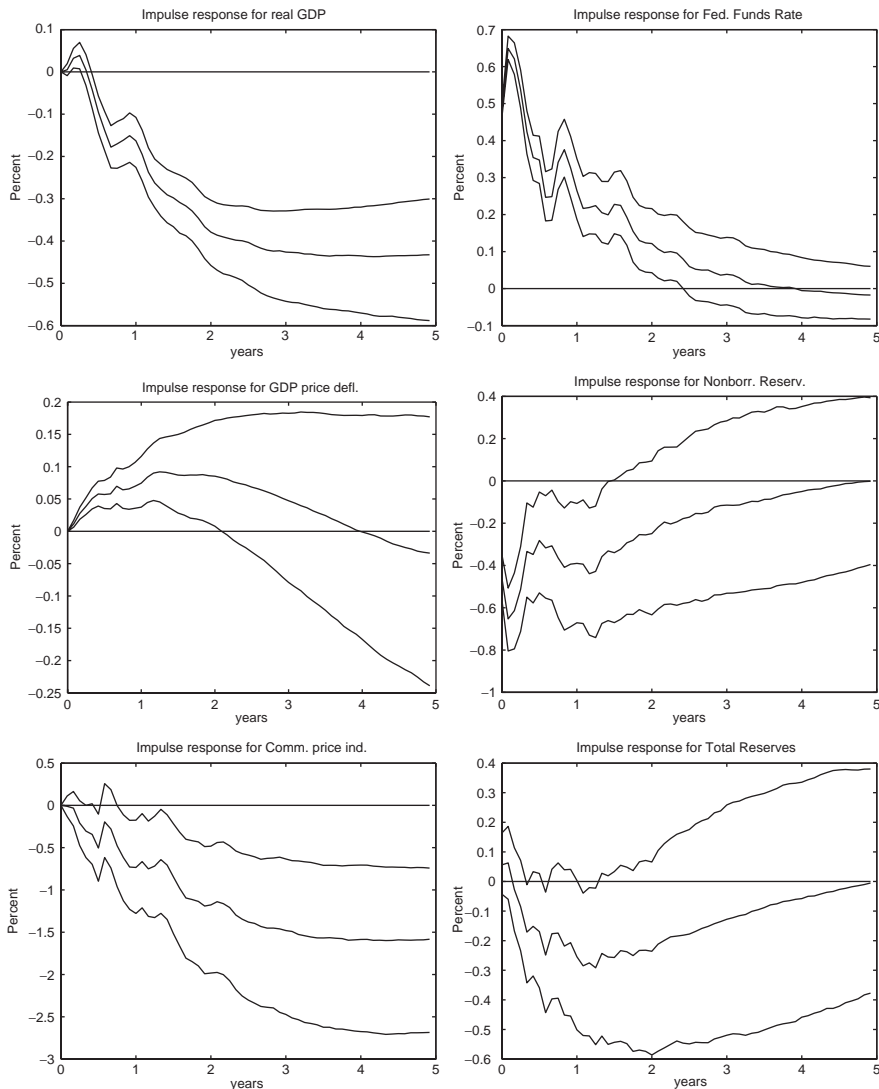 Impulse response for real GDP
0.1
0
−0.1
−0.2
−0.3
−0.4
−0.5
−0.6
Percent
0 1 2 3 4 5
years
Impulse response for Fed. Funds Rate
0.7
0.6
0.5
0.4
0.3
0.2
0.1
0
−0.1
Percent
0 1 2 3 4 5
years
Impulse response for GDP price defl.
0.2
0.15
0.1
0.05
0
−0.05
−0.1
−0.15
−0.2
−0.25
Percent
0 1 2 3 4 5
years
Impulse response for Nonborr. Reserv.
0.4
0.2
0
−0.2
−0.4
−0.6
−0.8
−1
Percent
0 1 2 3 4 5
years
Impulse response for Comm. price ind.
0.5
0
−0.5
−1
−1.5
−2
−2.5
−3
Percent
0 1 2 3 4 5
years
Impulse response for Total Reserves
0.4
0.3
0.2
0.1
0
−0.1
−0.2
−0.3
−0.4
−0.5
−0.6
Percent
0 1 2 3 4 5
years